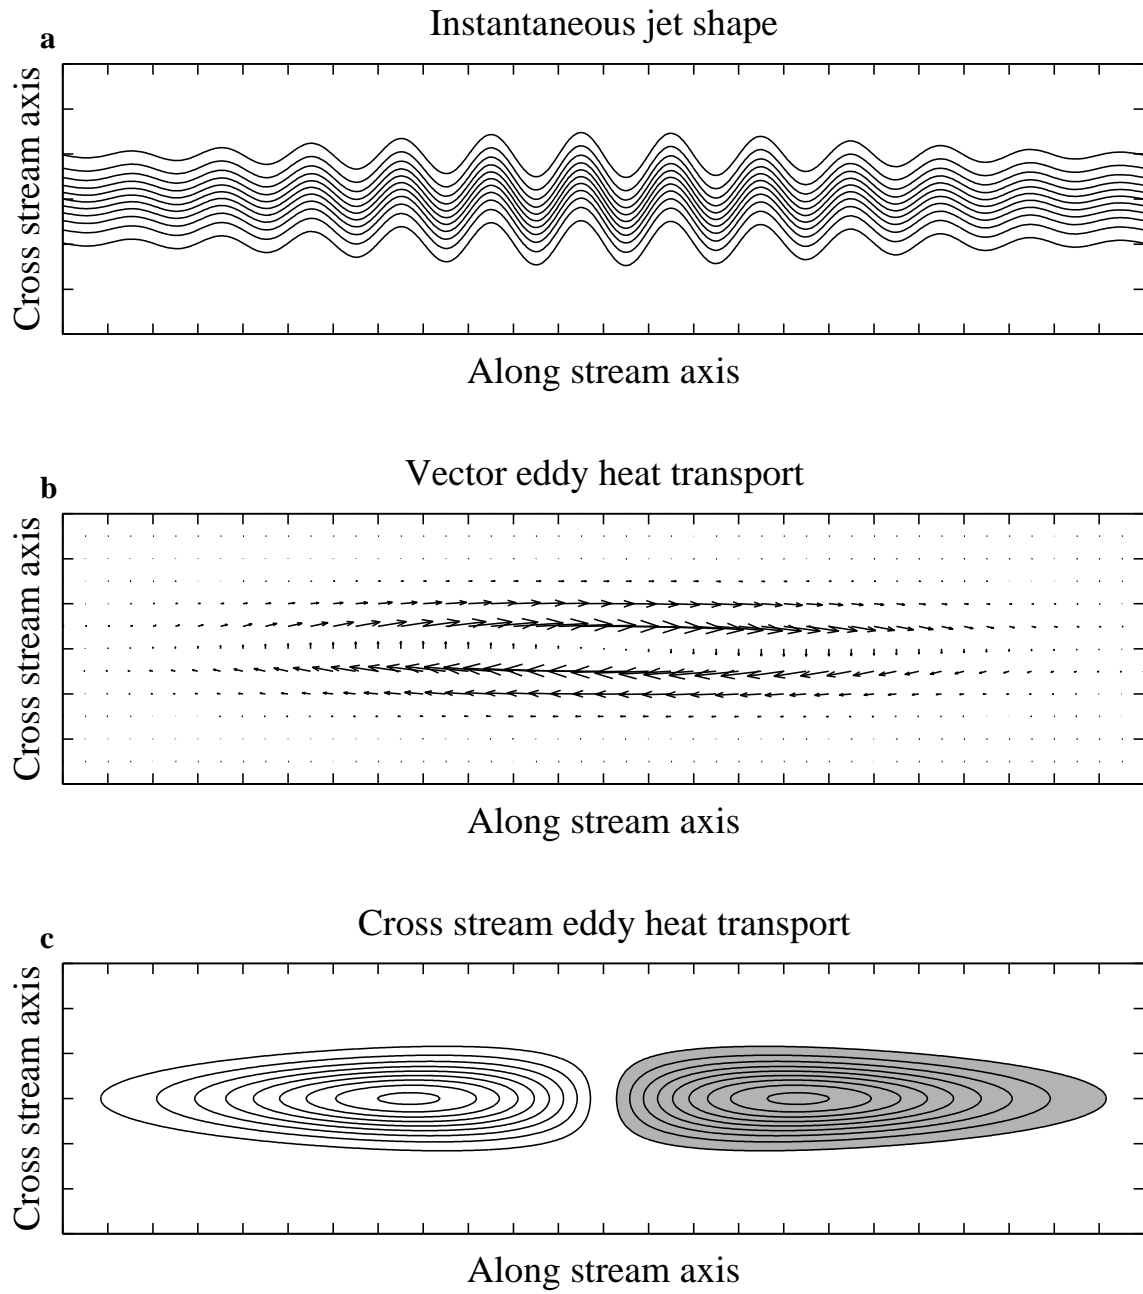 a
Instantaneous jet shape
Cross stream axis
Along stream axis
b
Vector eddy heat transport
Cross stream axis
Along stream axis
c
Cross stream eddy heat transport
Cross stream axis
Along stream axis